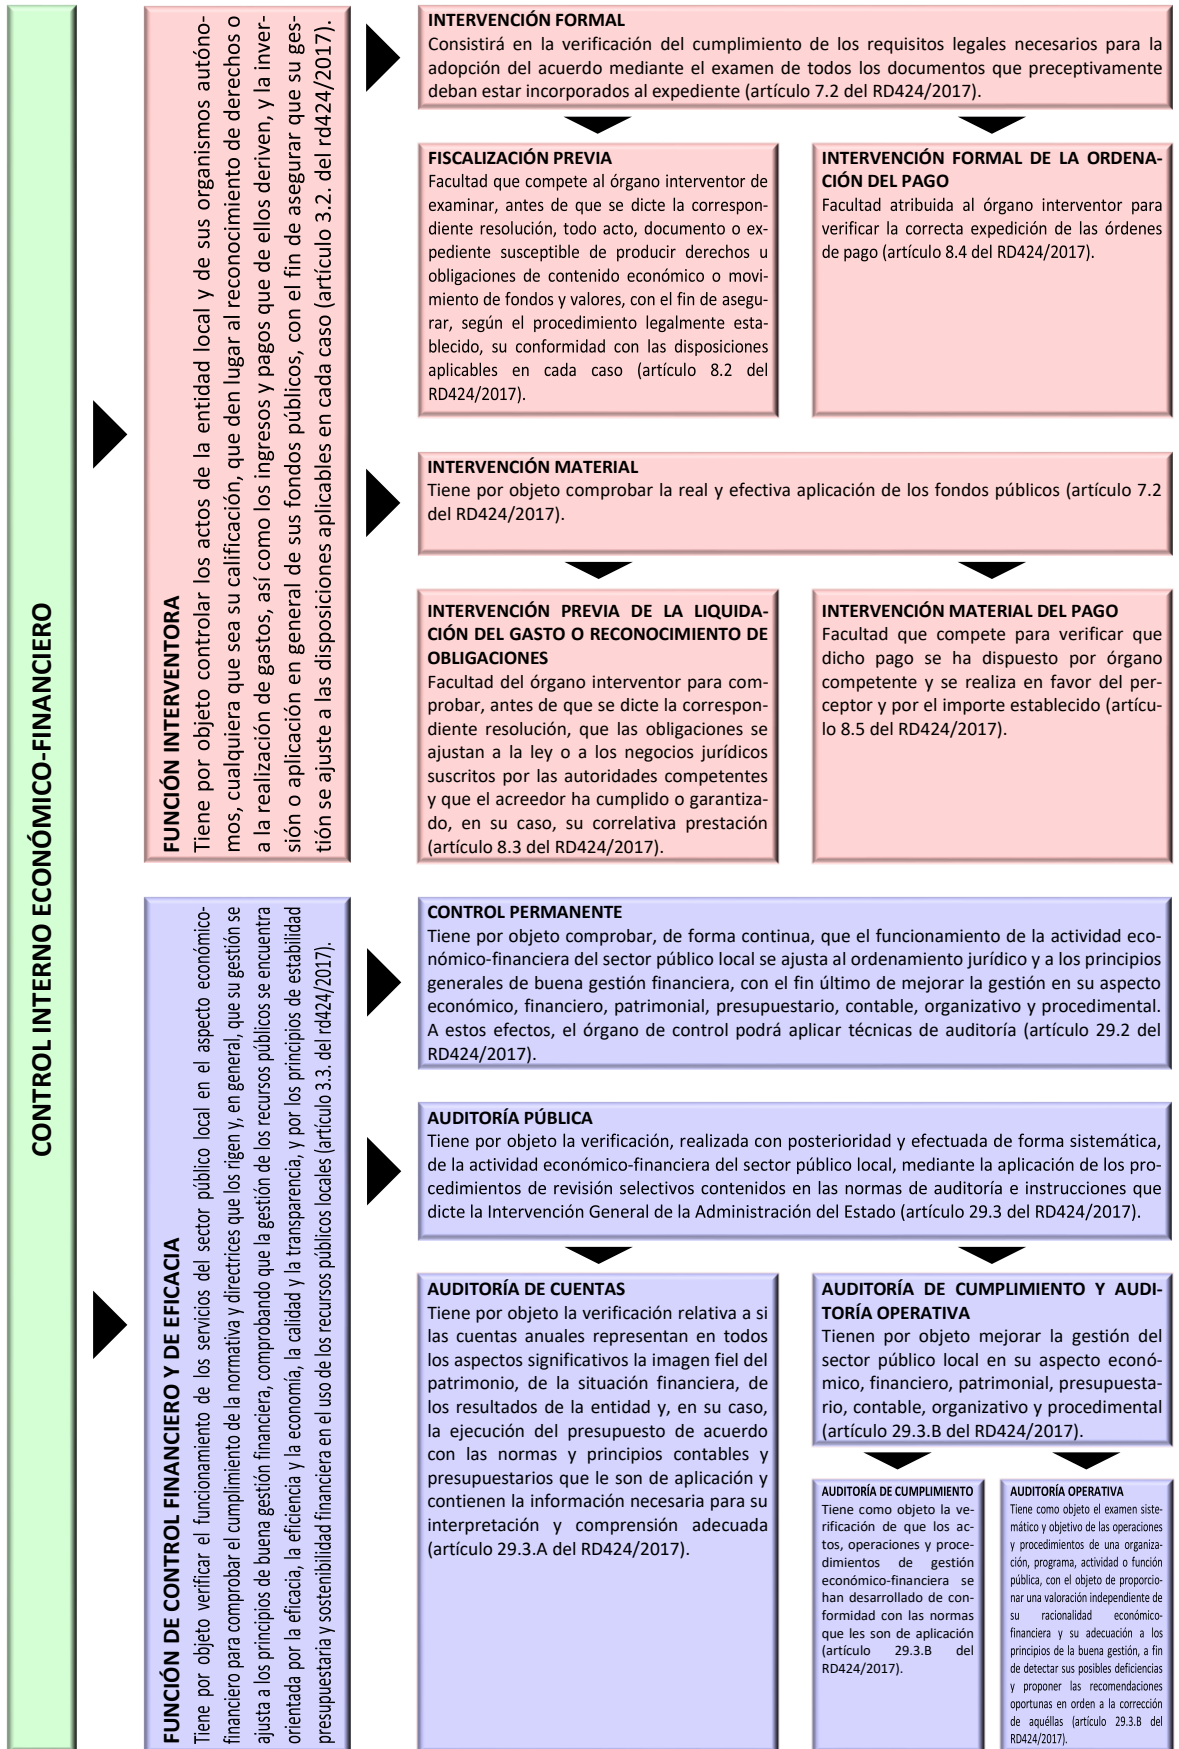 CONTROL INTERNO ECONÓMICO-FINANCIERO
FUNCIÓN INTERVENTORA
Tiene por objeto controlar los actos de la entidad local y de sus organismos autóno-
mos, cualquiera que sea su calificación, que den lugar al reconocimiento de derechos o
a la realización de gastos, así como los ingresos y pagos que de ellos deriven, y la inver-
sión o aplicación en general de sus fondos públicos, con el fin de asegurar que su ges-
tión se ajuste a las disposiciones aplicables en cada caso (artículo 3.2. del rd424/2017).
INTERVENCIÓN FORMAL
Consistirá en la verificación del cumplimiento de los requisitos legales necesarios para la
adopción del acuerdo mediante el examen de todos los documentos que preceptivamente
deban estar incorporados al expediente (artículo 7.2 del RD424/2017).
FISCALIZACIÓN PREVIA
Facultad que compete al órgano interventor de
examinar, antes de que se dicte la correspon-
diente resolución, todo acto, documento o ex-
pediente susceptible de producir derechos u
obligaciones de contenido económico o movi-
miento de fondos y valores, con el fin de asegu-
rar, según el procedimiento legalmente esta-
blecido, su conformidad con las disposiciones
aplicables en cada caso (artículo 8.2 del
RD424/2017).
INTERVENCIÓN FORMAL DE LA ORDENA-
CIÓN DEL PAGO
Facultad atribuida al órgano interventor para
verificar la correcta expedición de las órdenes
de pago (artículo 8.4 del RD424/2017).
INTERVENCIÓN MATERIAL
Tiene por objeto comprobar la real y efectiva aplicación de los fondos públicos (artículo 7.2
del RD424/2017).
INTERVENCIÓN PREVIA DE LA LIQUIDA-
CIÓN DEL GASTO O RECONOCIMIENTO DE
OBLIGACIONES
Facultad del órgano interventor para com-
probar, antes de que se dicte la correspon-
diente resolución, que las obligaciones se
ajustan a la ley o a los negocios jurídicos
suscritos por las autoridades competentes
y que el acreedor ha cumplido o garantiza-
do, en su caso, su correlativa prestación
(artículo 8.3 del RD424/2017).
INTERVENCIÓN MATERIAL DEL PAGO
Facultad que compete para verificar que
dicho pago se ha dispuesto por órgano
competente y se realiza en favor del per-
ceptor y por el importe establecido (artícu-
lo 8.5 del RD424/2017).
FUNCIÓN DE CONTROL FINANCIERO Y DE EFICACIA
Tiene por objeto verificar el funcionamiento de los servicios del sector público local en el aspecto económico-
financiero para comprobar el cumplimiento de la normativa y directrices que los rigen y, en general, que su gestión se
ajusta a los principios de buena gestión financiera, comprobando que la gestión de los recursos públicos se encuentra
orientada por la eficacia, la eficiencia y la economía, la calidad y la transparencia, y por los principios de estabilidad
presupuestaria y sostenibilidad financiera en el uso de los recursos públicos locales (artículo 3.3. del rd424/2017).
CONTROL PERMANENTE
Tiene por objeto comprobar, de forma continua, que el funcionamiento de la actividad eco-
nómico-financiera del sector público local se ajusta al ordenamiento jurídico y a los principios
generales de buena gestión financiera, con el fin último de mejorar la gestión en su aspecto
económico, financiero, patrimonial, presupuestario, contable, organizativo y procedimental.
A estos efectos, el órgano de control podrá aplicar técnicas de auditoría (artículo 29.2 del
RD424/2017).
AUDITORÍA PÚBLICA
Tiene por objeto la verificación, realizada con posterioridad y efectuada de forma sistemática,
de la actividad económico-financiera del sector público local, mediante la aplicación de los pro-
cedimientos de revisión selectivos contenidos en las normas de auditoría e instrucciones que
dicte la Intervención General de la Administración del Estado (artículo 29.3 del RD424/2017).
AUDITORÍA DE CUENTAS
Tiene por objeto la verificación relativa a si
las cuentas anuales representan en todos
los aspectos significativos la imagen fiel del
patrimonio, de la situación financiera, de
los resultados de la entidad y, en su caso,
la ejecución del presupuesto de acuerdo
con las normas y principios contables y
presupuestarios que le son de aplicación y
contienen la información necesaria para su
interpretación y comprensión adecuada
(artículo 29.3.A del RD424/2017).
AUDITORÍA DE CUMPLIMIENTO Y AUDI-
TORÍA OPERATIVA
Tienen por objeto mejorar la gestión del
sector público local en su aspecto econó-
mico, financiero, patrimonial, presupuesta-
rio, contable, organizativo y procedimental
(artículo 29.3.B del RD424/2017).
AUDITORÍA DE CUMPLIMIENTO
Tiene como objeto la ve-
rificación de que los ac-
tos, operaciones y proce-
dimientos de gestión
económico-financiera se
han desarrollado de con-
formidad con las normas
que les son de aplicación
(artículo 29.3.B del
RD424/2017).
AUDITORÍA OPERATIVA
Tiene como objeto el examen siste-
mático y objetivo de las operaciones
y procedimientos de una organiza-
ción, programa, actividad o función
pública, con el objeto de proporcio-
nar una valoración independiente de
su racionalidad económico-
financiera y su adecuación a los
principios de la buena gestión, a fin
de detectar sus posibles deficiencias
y proponer las recomendaciones
oportunas en orden a la corrección
de aquéllas (artículo 29.3.B del
RD424/2017).